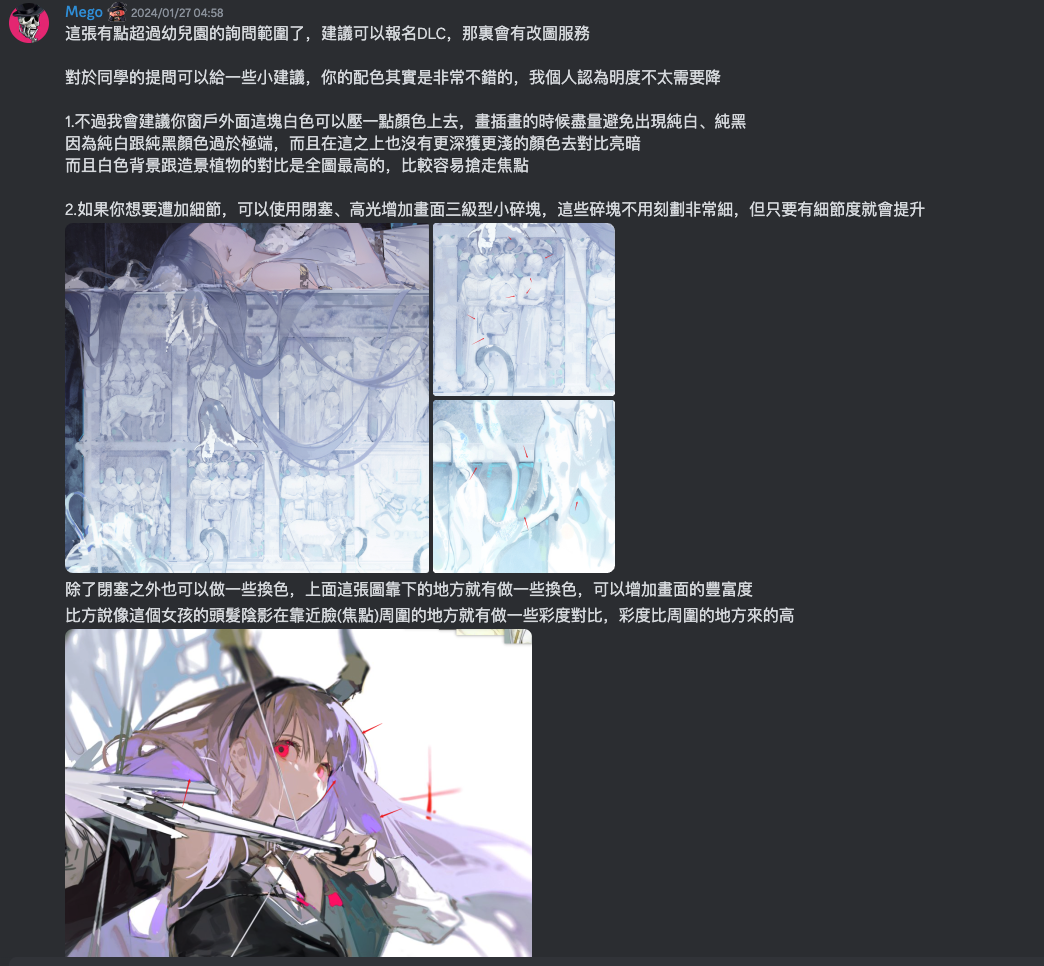 Mego 2024/01/27 04:58
這張有點超過幼兒園的詢問範圍了，建議可以報名DLC，那裏會有改圖服務
對於同學的提問可以給一些小建議，你的配色其實是非常不錯的，我個人認為明度不太需要降
1.不過我會建議你窗戶外面這塊白色可以壓一點顏色上去，畫插畫的時候盡量避免出現純白、純黑
因為純白跟純黑顏色過於極端，而且在這之上也沒有更深獲更淺的顏色去對比亮暗
而且白色背景跟造景植物的對比是全圖最高的，比較容易搶走焦點
2.如果你想要遭加細節，可以使用閉塞、高光增加畫面三級型小碎塊，這些碎塊不用刻劃非常細，但只要有細節度就會提升
除了閉塞之外也可以做一些換色，上面這張圖靠下的地方就有做一些換色，可以增加畫面的豐富度
比方說像這個女孩的頭髮陰影在靠近臉(焦點)周圍的地方就有做一些彩度對比，彩度比周圍的地方來的高